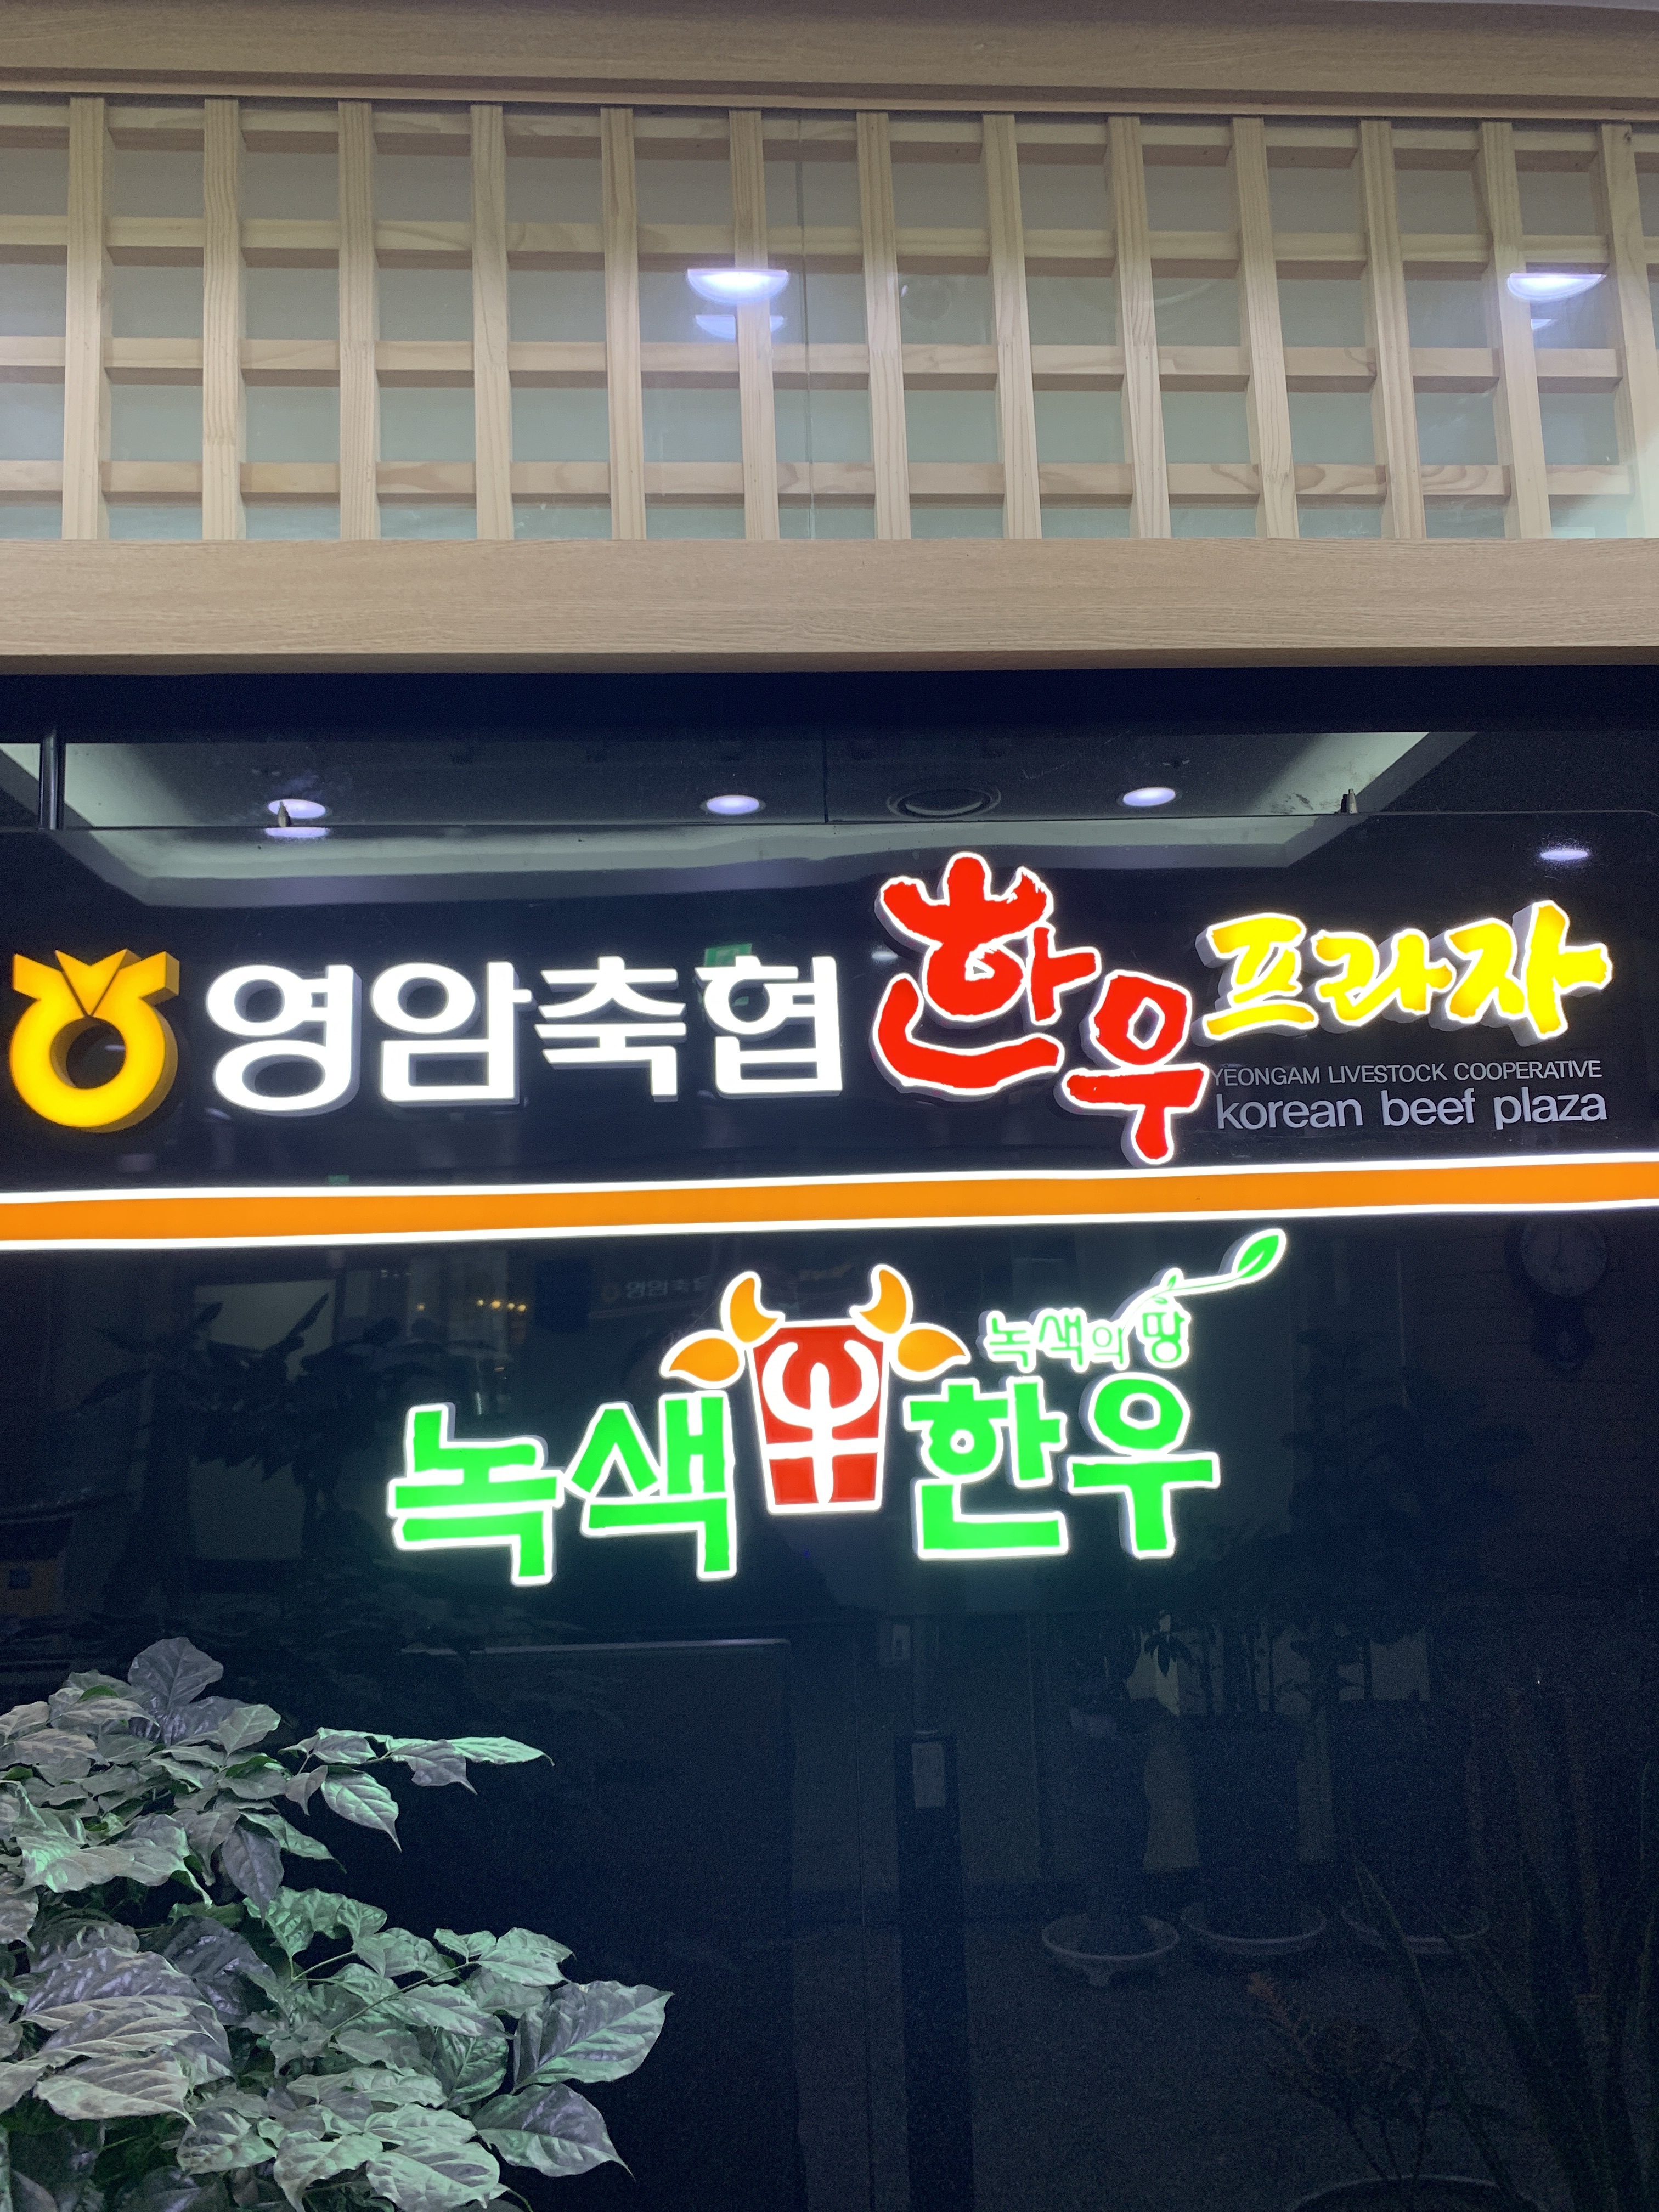 영암축협 한우프라자
YEONGAM LIVESTOCK COOPERATIVE
korean beef plaza
녹색의 땅
녹색한우